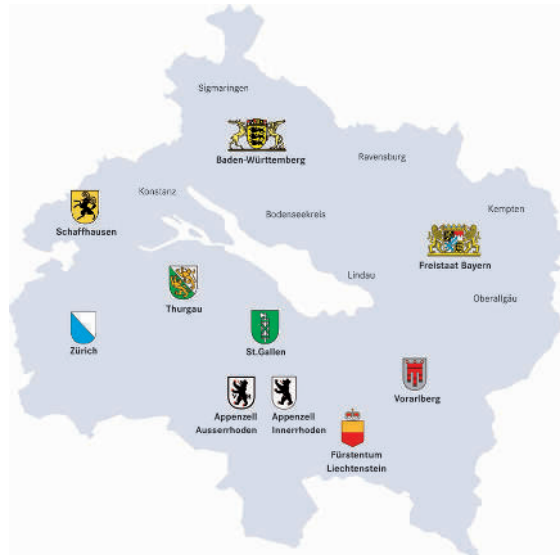 Sigmaringen
Baden-Württemberg
Ravensburg
Konstanz
Bodenseekreis
Kempten
Schaffhausen
Freistaat Bayern
Lindau
Oberallgäu
Thurgau
Zürich
St.Gallen
Vorarlberg
Appenzell
Ausserrhoden
Appenzell
Innerrhoden
Fürstentum
Liechtenstein